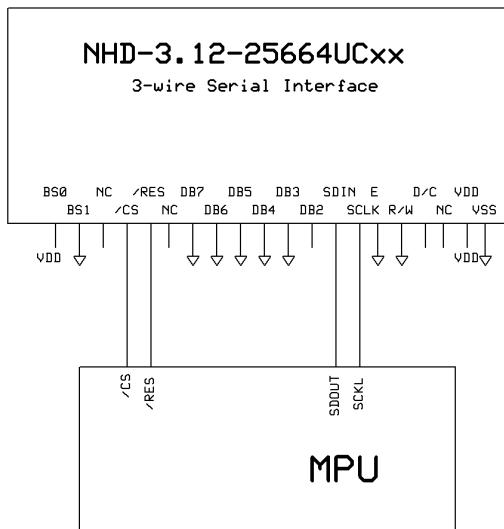 NHD-3.12-25664UCxx
3-wire Serial Interface
BS0 NC /RES DB7 DB5 DB3 SDIN E D/C VDD
BS1 /CS NC DB6 DB4 DB2 SCLK R/W NC VSS
VDD VDD
/CS
/RES
SDOUT
SCKL
MPU